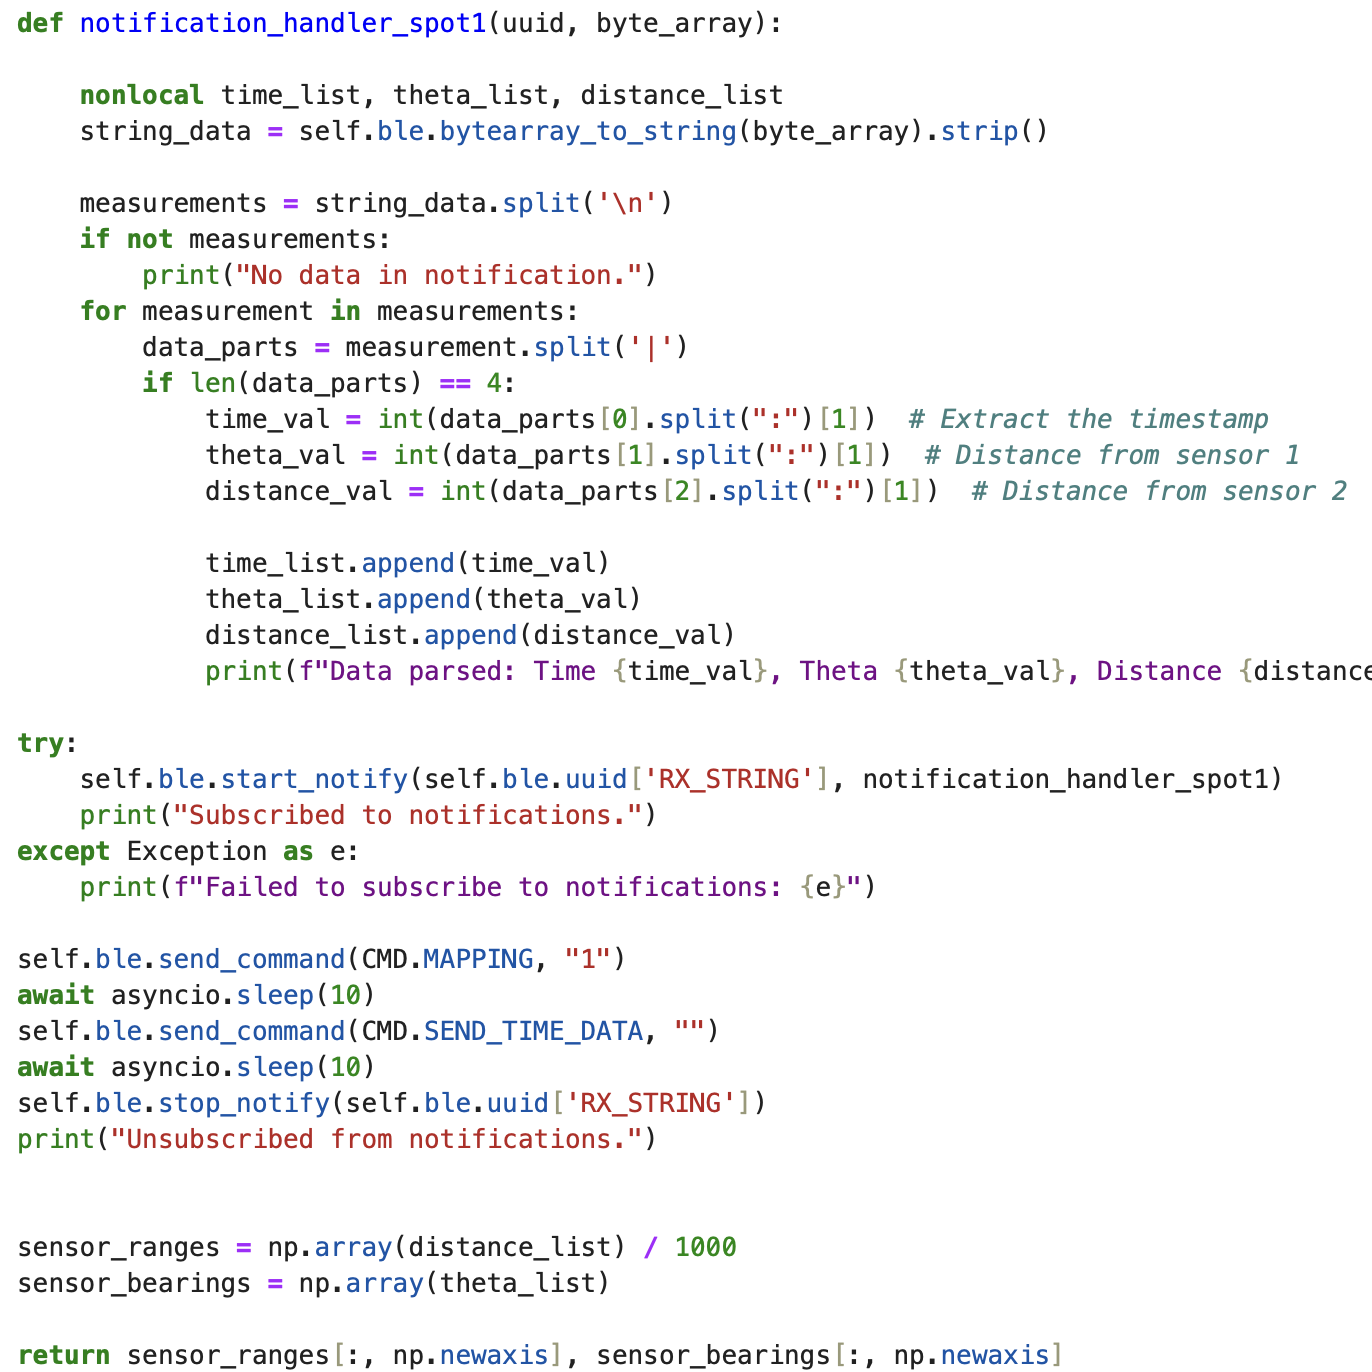 def notification_handler_spot1(uuid, byte_array):
    nonlocal time_list, theta_list, distance_list
    string_data = self.ble.bytearray_to_string(byte_array).strip()
    measurements = string_data.split('\n')
    if not measurements:
        print("No data in notification.")
    for measurement in measurements:
        data_parts = measurement.split('|')
        if len(data_parts) == 4:
            time_val = int(data_parts[0].split(":")[1])  # Extract the timestamp
            theta_val = int(data_parts[1].split(":")[1])  # Distance from sensor 1
            distance_val = int(data_parts[2].split(":")[1])  # Distance from sensor 2
            time_list.append(time_val)
            theta_list.append(theta_val)
            distance_list.append(distance_val)
            print(f"Data parsed: Time {time_val}, Theta {theta_val}, Distance {distance
try:
    self.ble.start_notify(self.ble.uuid['RX_STRING'], notification_handler_spot1)
    print("Subscribed to notifications.")
except Exception as e:
    print(f"Failed to subscribe to notifications: {e}")
self.ble.send_command(CMD.MAPPING, "1")
await asyncio.sleep(10)
self.ble.send_command(CMD.SEND_TIME_DATA, "")
await asyncio.sleep(10)
self.ble.stop_notify(self.ble.uuid['RX_STRING'])
print("Unsubscribed from notifications.")
sensor_ranges = np.array(distance_list) / 1000
sensor_bearings = np.array(theta_list)
return sensor_ranges[:, np.newaxis], sensor_bearings[:, np.newaxis]